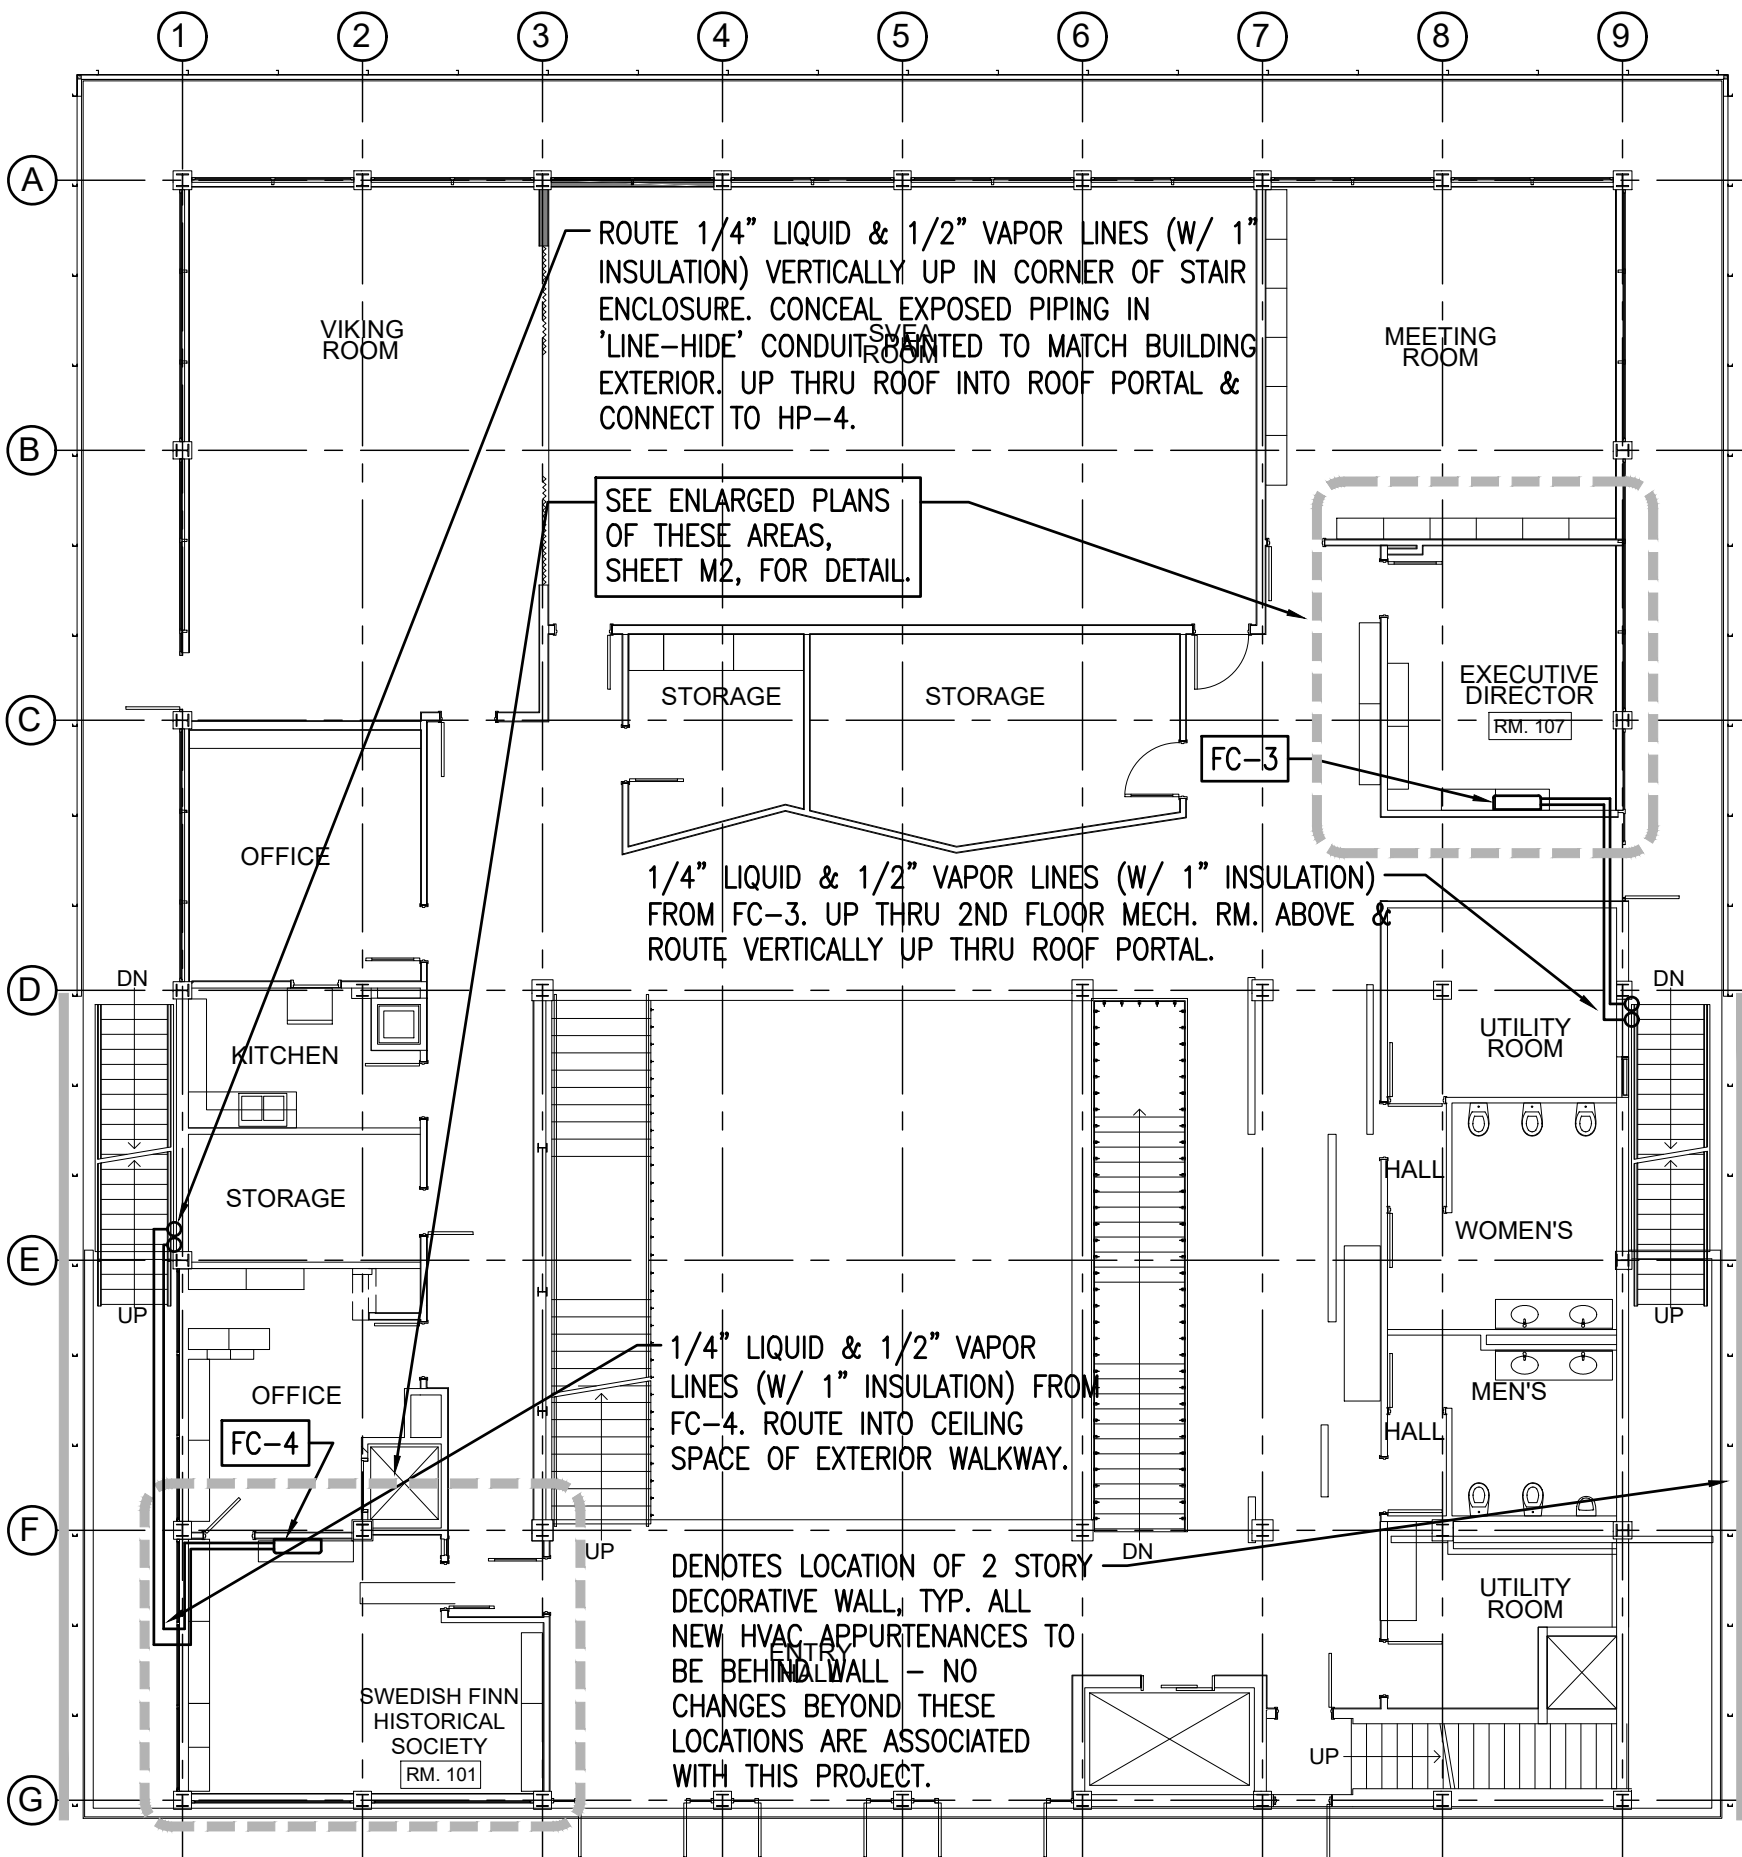 1 2 3 4 5 6 7 8 9
A
ROUTE 1/4" LIQUID & 1/2" VAPOR LINES (W/ 1"
INSULATION) VERTICALLY UP IN CORNER OF STAIR
ENCLOSURE. CONCEAL EXPOSED PIPING IN
'LINE-HIDE' CONDUIT PAINTED TO MATCH BUILDING
EXTERIOR. UP THRU ROOF INTO ROOF PORTAL &
CONNECT TO HP-4.
VIKING
ROOM
SVEA
ROOM
MEETING
ROOM
B
SEE ENLARGED PLANS
OF THESE AREAS,
SHEET M2, FOR DETAIL.
STORAGE
STORAGE
EXECUTIVE
DIRECTOR
RM. 107
C
FC-3
OFFICE
1/4" LIQUID & 1/2" VAPOR LINES (W/ 1" INSULATION)
FROM FC-3. UP THRU 2ND FLOOR MECH. RM. ABOVE &
ROUTE VERTICALLY UP THRU ROOF PORTAL.
D
DN
DN
KITCHEN
UTILITY
ROOM
STORAGE
HALL
WOMEN'S
E
UP
UP
1/4" LIQUID & 1/2" VAPOR
LINES (W/ 1" INSULATION) FROM
FC-4. ROUTE INTO CEILING
SPACE OF EXTERIOR WALKWAY.
OFFICE
FC-4
MEN'S
HALL
F
UP
DN
DENOTES LOCATION OF 2 STORY
DECORATIVE WALL, TYP. ALL
NEW HVAC APPURTENANCES TO
BE BEHIND WALL - NO
CHANGES BEYOND THESE
LOCATIONS ARE ASSOCIATED
WITH THIS PROJECT.
ENTRY
HALL
UTILITY
ROOM
SWEDISH FINN
HISTORICAL
SOCIETY
RM. 101
UP
G